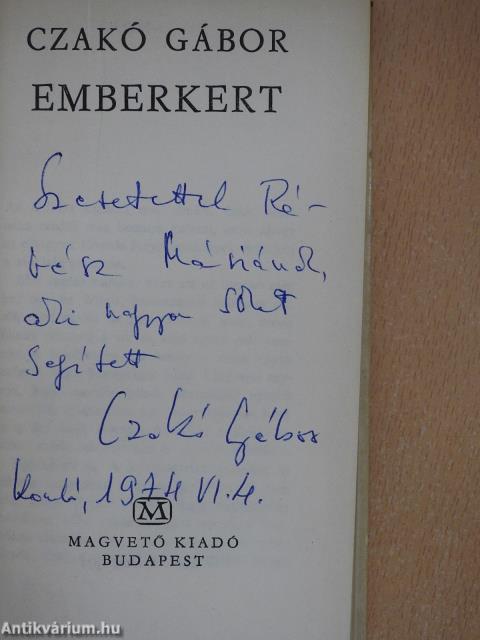 CZAKÓ GÁBOR
EMBERKERT
Szeretettel Ré-
vész Máriának,
aki nagyon sokat
segített
Czakó Gábor
1974 VI. 4.
M
MAGVETŐ KIADÓ
BUDAPEST
Antikvárium.hu